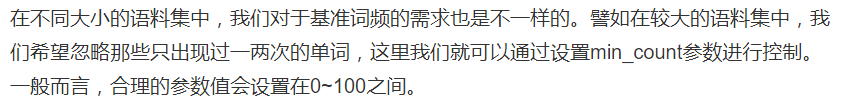 在不同大小的语料集中，我们对于基准词频的需求也是不一样的。譬如在较大的语料集中，我
们希望忽略那些只出现过一两次的单词，这里我们就可以通过设置min_count参数进行控制。
一般而言，合理的参数值会设置在0~100之间。